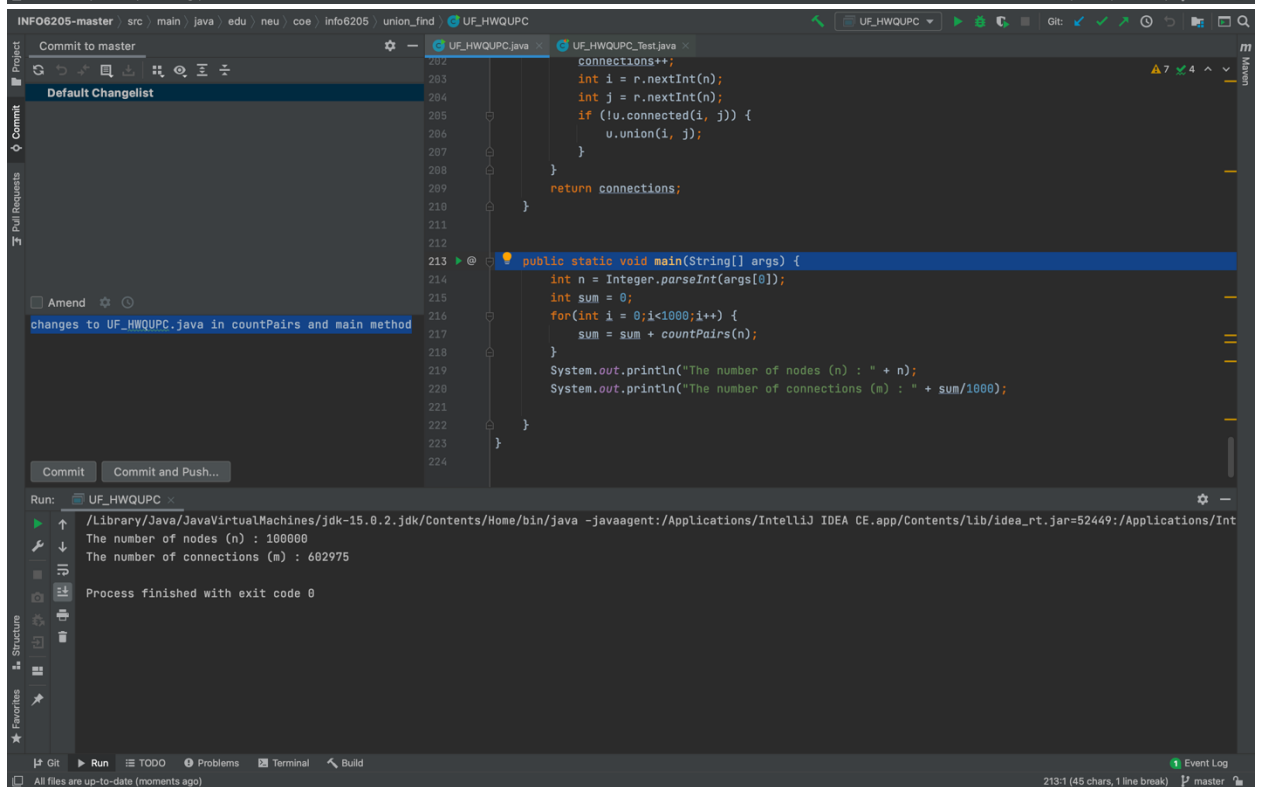 INFO6205-master 〉 src 〉 main 〉 java 〉 edu 〉 neu 〉 coe 〉 info6205 〉 union_find 〉 UF_HWQUPC
UF_HWQUPC
Git:
Project
Commit
Pull Requests
Structure
Favorites
Commit to master
Default Changelist
Amend
changes to UF_HWQUPC.java in countPairs and main method
Commit
Commit and Push...
UF_HWQUPC.java
UF_HWQUPC_Test.java
m
Maven
7
4
202 connections++;
203 int i = r.nextInt(n);
204 int j = r.nextInt(n);
205 if (!u.connected(i, j)) {
206 u.union(i, j);
207 }
208 }
209 return connections;
210 }
211
212
213 @ public static void main(String[] args) {
214 int n = Integer.parseInt(args[0]);
215 int sum = 0;
216 for(int i = 0;i<1000;i++) {
217 sum = sum + countPairs(n);
218 }
219 System.out.println("The number of nodes (n) : " + n);
220 System.out.println("The number of connections (m) : " + sum/1000);
221
222 }
223 }
224
Run: UF_HWQUPC
/Library/Java/JavaVirtualMachines/jdk-15.0.2.jdk/Contents/Home/bin/java -javaagent:/Applications/IntelliJ IDEA CE.app/Contents/lib/idea_rt.jar=52449:/Applications/Int
The number of nodes (n) : 100000
The number of connections (m) : 602975
Process finished with exit code 0
Git
Run
TODO
Problems
Terminal
Build
1 Event Log
All files are up-to-date (moments ago)
213:1 (45 chars, 1 line break)
master